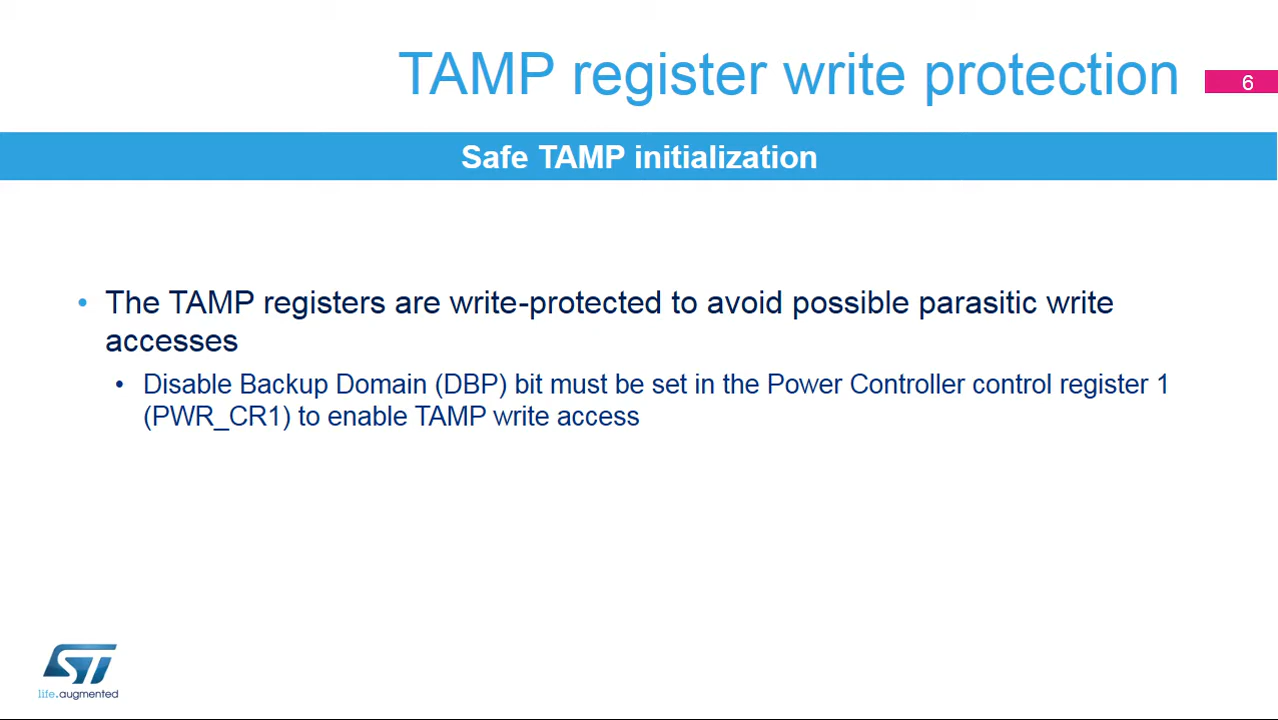 TAMP register write protection
6
Safe TAMP initialization
• The TAMP registers are write-protected to avoid possible parasitic write
accesses
• Disable Backup Domain (DBP) bit must be set in the Power Controller control register 1
(PWR_CR1) to enable TAMP write access
ST
life.augmented